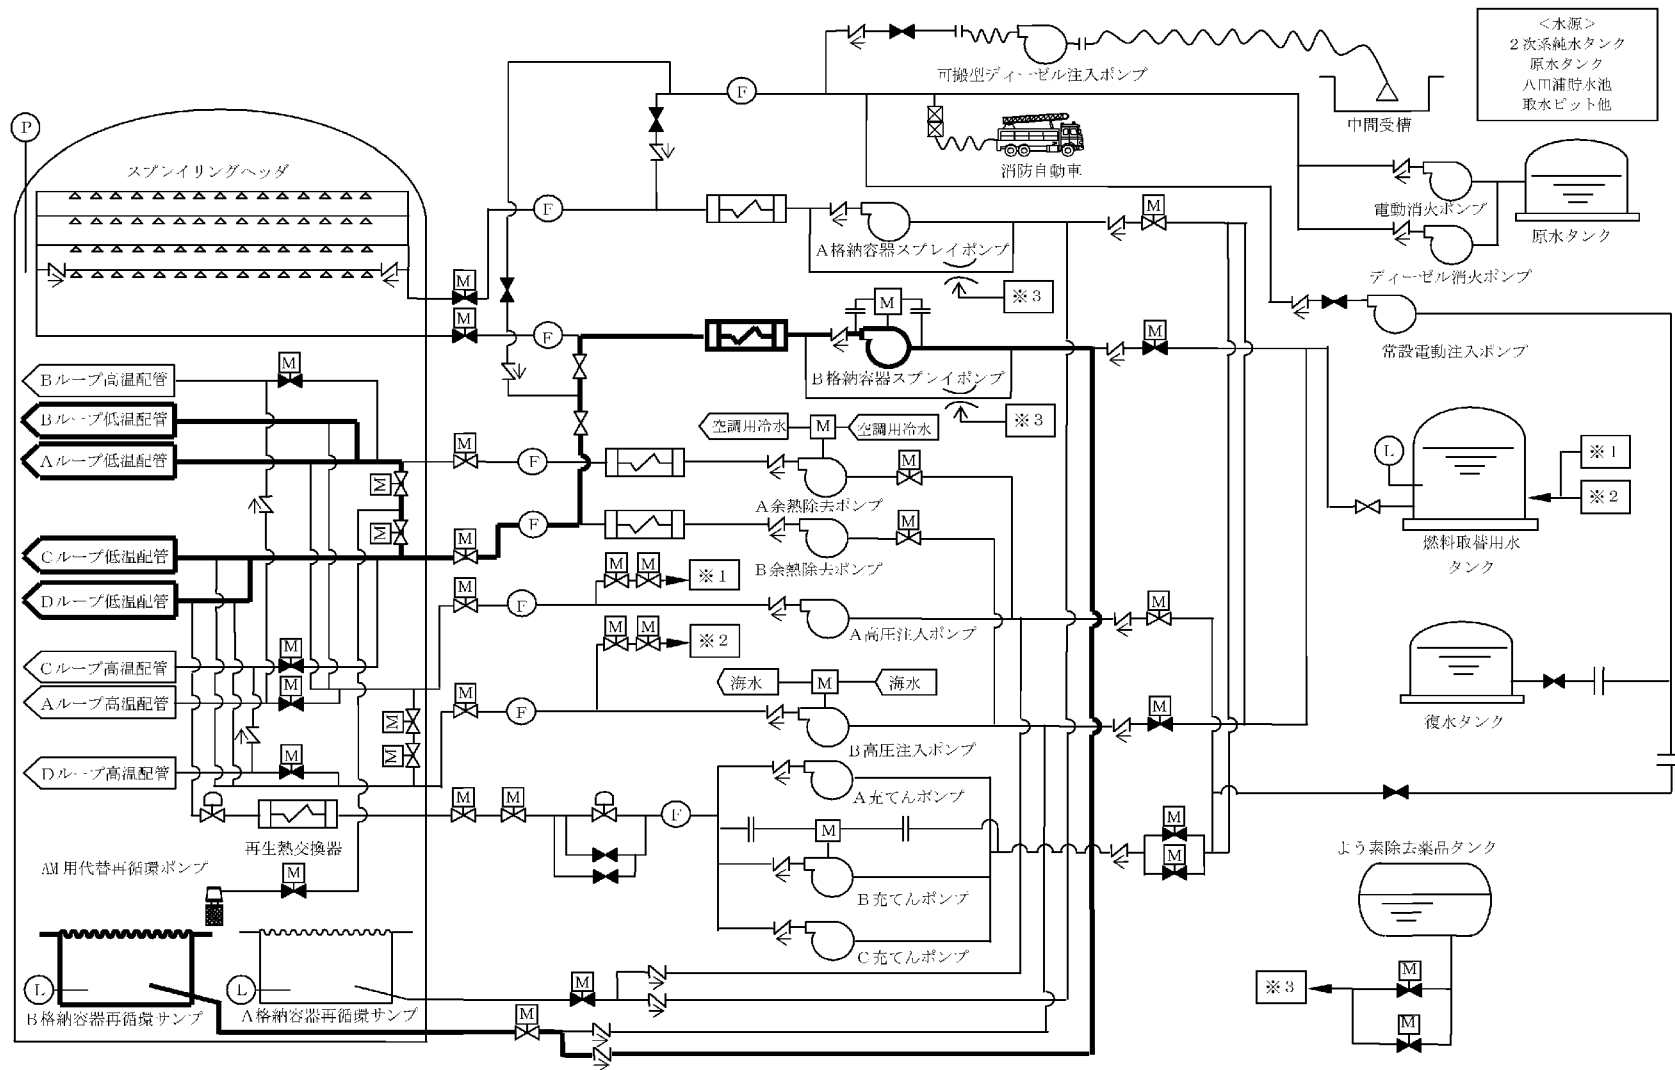 <水源>
2次系純水タンク
原水タンク
八田浦貯水池
取水ピット他
可搬型ディーゼル注入ポンプ
中間受槽
F
P
消防自動車
スプレイリングヘッダ
電動消火ポンプ
原水タンク
ディーゼル消火ポンプ
F
M
A格納容器スプレイポンプ
※3
M
M
M
F
M
常設電動注入ポンプ
B格納容器スプレイポンプ
※3
Bループ高温配管
M
Bループ低温配管
Aループ低温配管
空調用冷水
M
空調用冷水
M
F
M
L
※1
※2
A余熱除去ポンプ
M
M
燃料取替用水
タンク
Cループ低温配管
M
F
M
B余熱除去ポンプ
M
M
※1
Dループ低温配管
M
F
M
A高圧注入ポンプ
M
M
※2
Cループ高温配管
M
海水
M
海水
Aループ高温配管
M
M
F
M
復水タンク
M
M
B高圧注入ポンプ
Dループ高温配管
M
A充てんポンプ
M
M
F
再生熱交換器
M
M
M
よう素除去薬品タンク
AM用代替再循環ポンプ
M
B充てんポンプ
C充てんポンプ
L
L
M
M
※3
B格納容器再循環サンプ
A格納容器再循環サンプ
M
M